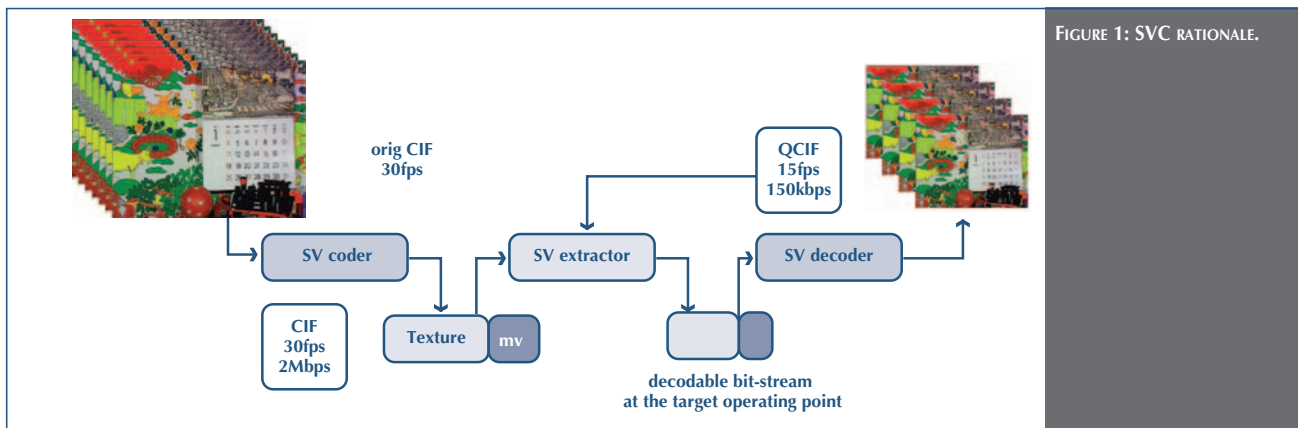 FIGURE 1: SVC RATIONALE.
orig CIF
30fps
QCIF
15fps
150kbps
SV coder
SV extractor
SV decoder
CIF
30fps
2Mbps
Texture
mv
decodable bit-stream
at the target operating point